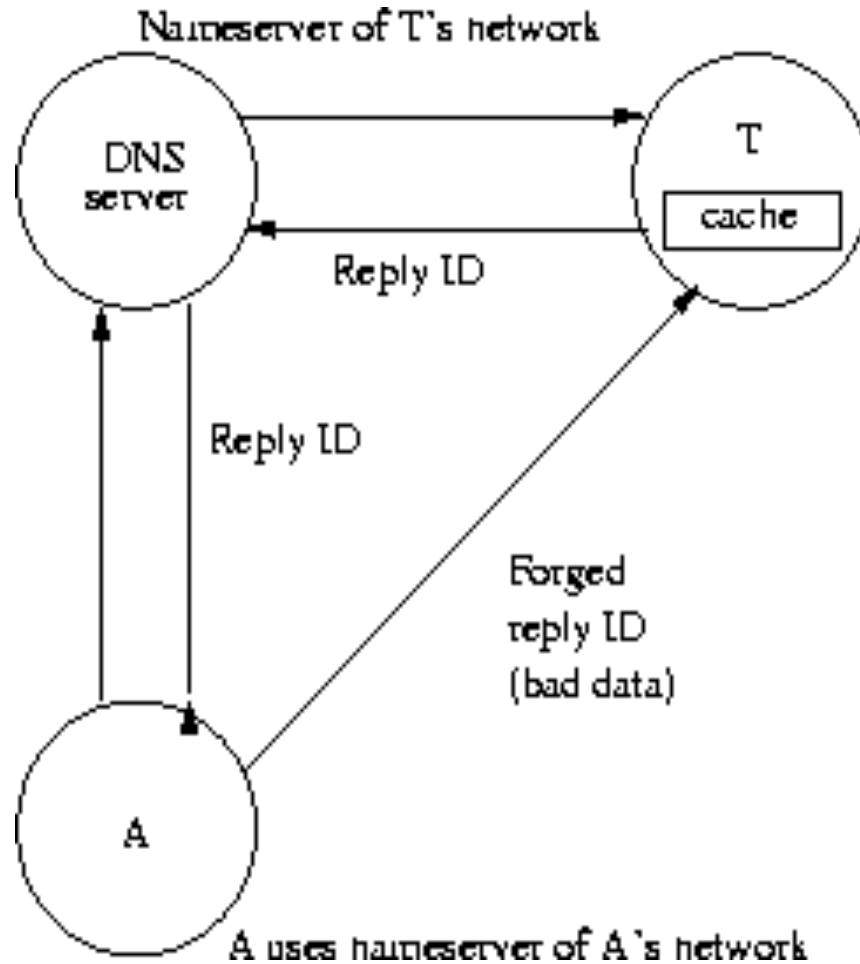 Nameserver of T's network
DNS
server
T
cache
Reply ID
Reply ID
Forged
reply ID
(bad data)
A
A uses nameserver of A's network